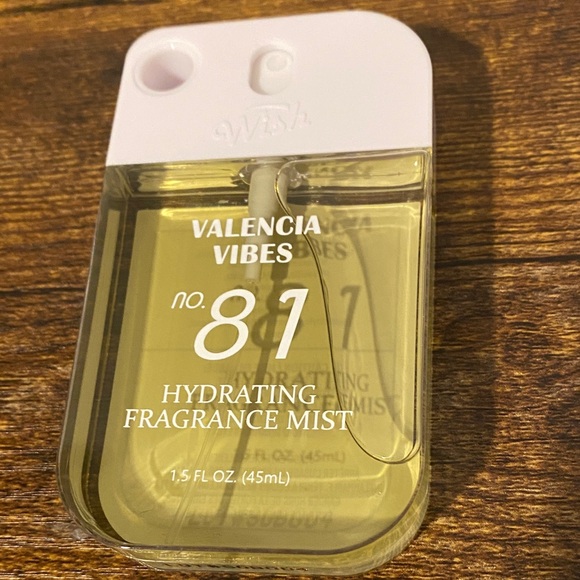 Wish
VALENCIA
VIBES
no.81
HYDRATING
FRAGRANCE MIST
1.5 FL OZ. (45mL)